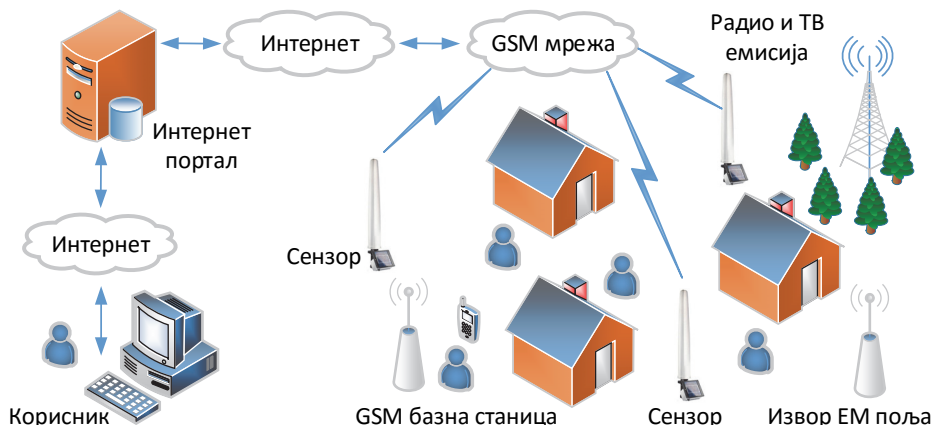 Интернет
GSM мрежа
Радио и ТВ
емисија
Интернет
портал
Интернет
Сензор
Корисник
GSM базна станица
Сензор
Извор ЕМ поља